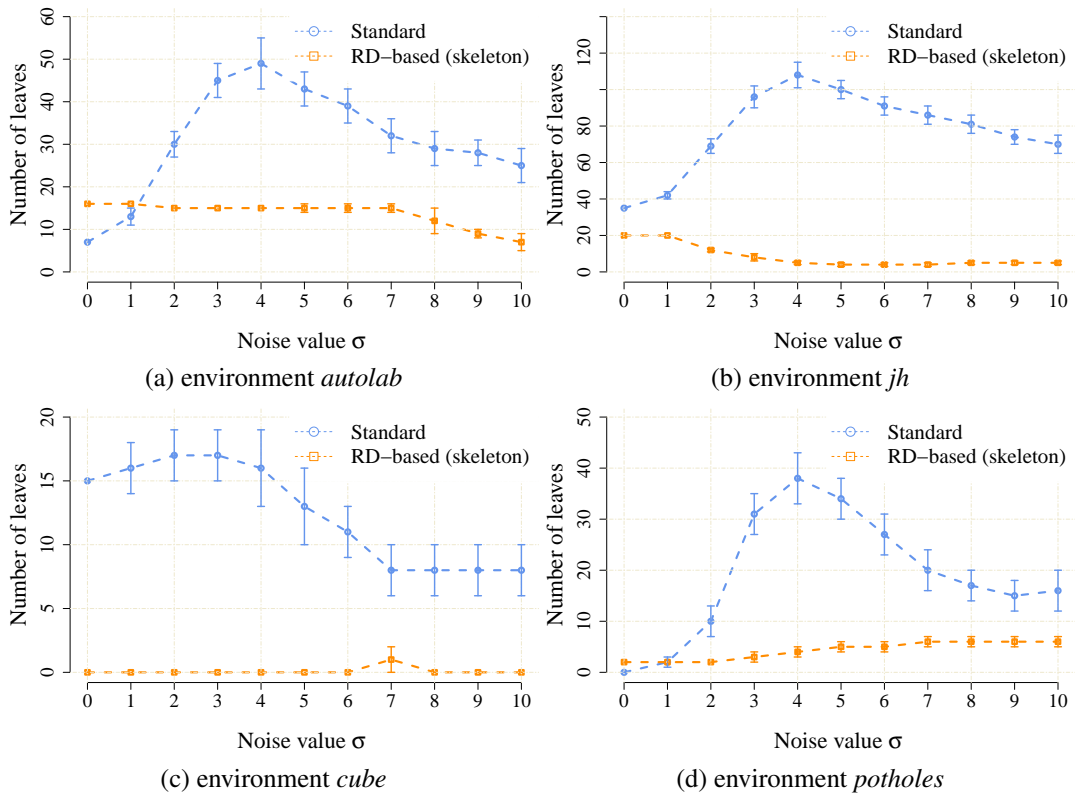 0 10 20 30 40 50 60
Number of leaves
Standard
RD−based (skeleton)
0 1 2 3 4 5 6 7 8 9 10
Noise value σ
(a) environment autolab
0 20 40 60 80 120
Number of leaves
Standard
RD−based (skeleton)
0 1 2 3 4 5 6 7 8 9 10
Noise value σ
(b) environment jh
0 5 10 15 20
Number of leaves
Standard
RD−based (skeleton)
0 1 2 3 4 5 6 7 8 9 10
Noise value σ
(c) environment cube
0 10 20 30 40 50
Number of leaves
Standard
RD−based (skeleton)
0 1 2 3 4 5 6 7 8 9 10
Noise value σ
(d) environment potholes